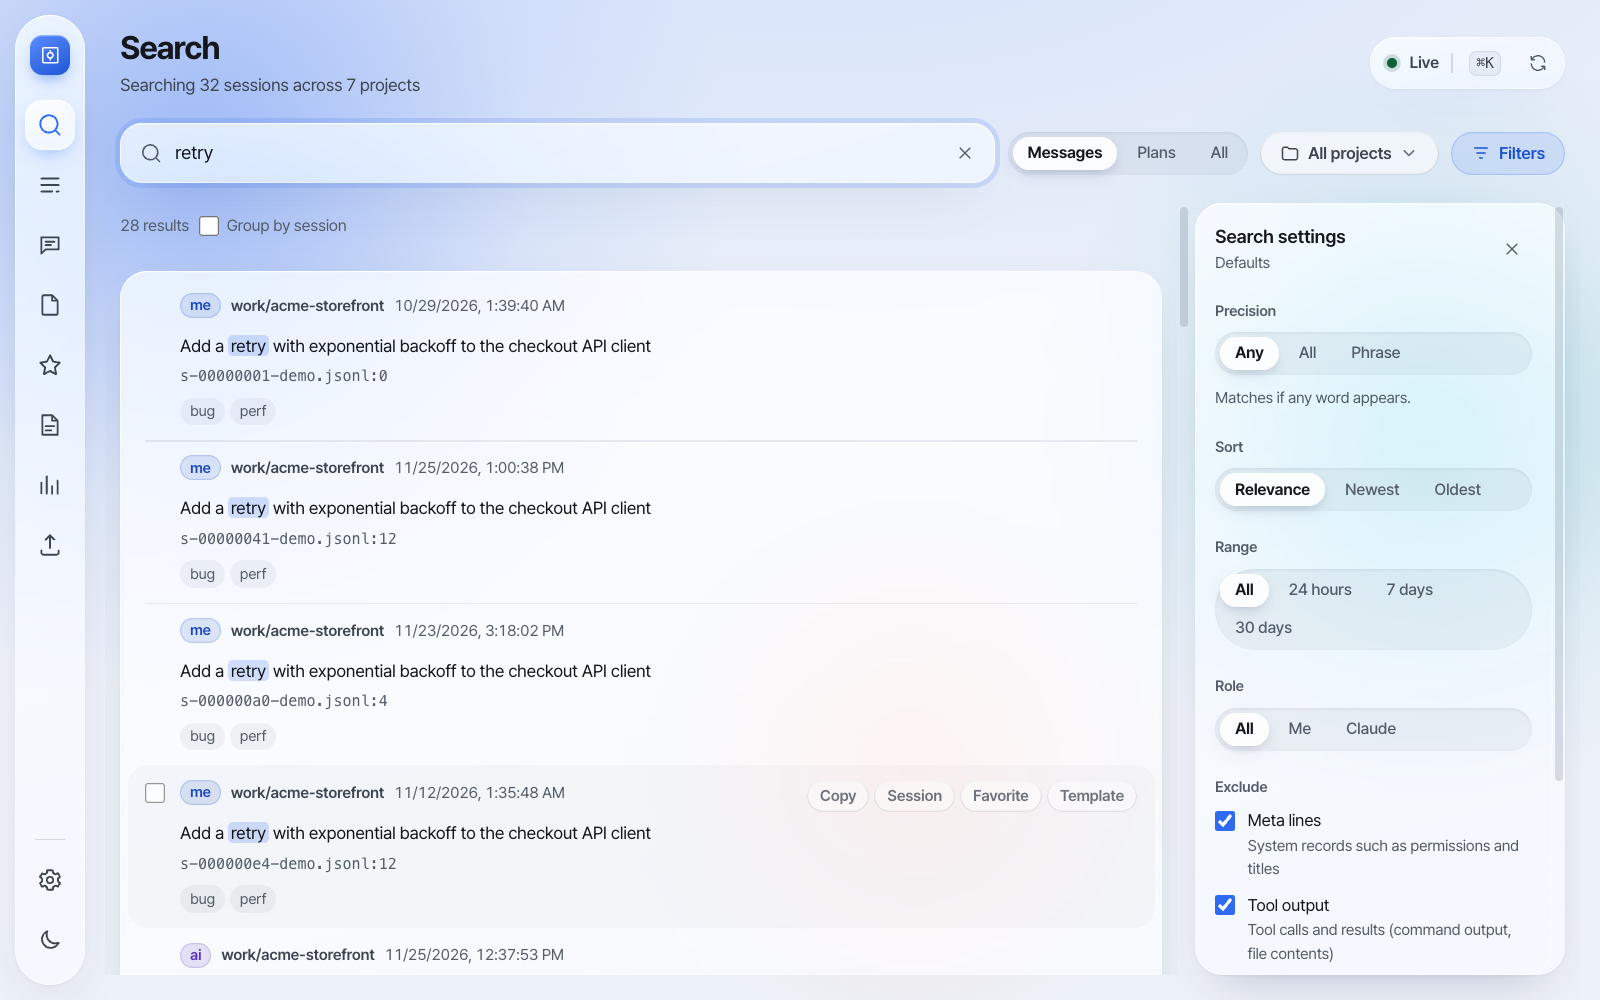 Search
Searching 32 sessions across 7 projects
Live ⌘K
retry
Messages Plans All
All projects
Filters
28 results Group by session
me work/acme-storefront 10/29/2026, 1:39:40 AM
Add a retry with exponential backoff to the checkout API client
s-00000001-demo.jsonl:0
bug perf
me work/acme-storefront 11/25/2026, 1:00:38 PM
Add a retry with exponential backoff to the checkout API client
s-00000041-demo.jsonl:12
bug perf
me work/acme-storefront 11/23/2026, 3:18:02 PM
Add a retry with exponential backoff to the checkout API client
s-000000a0-demo.jsonl:4
bug perf
me work/acme-storefront 11/12/2026, 1:35:48 AM
Copy Session Favorite Template
Add a retry with exponential backoff to the checkout API client
s-000000e4-demo.jsonl:12
bug perf
ai work/acme-storefront 11/25/2026, 12:37:53 PM
Search settings
Defaults
Precision
Any All Phrase
Matches if any word appears.
Sort
Relevance Newest Oldest
Range
All 24 hours 7 days
30 days
Role
All Me Claude
Exclude
Meta lines
System records such as permissions and
titles
Tool output
Tool calls and results (command output,
file contents)